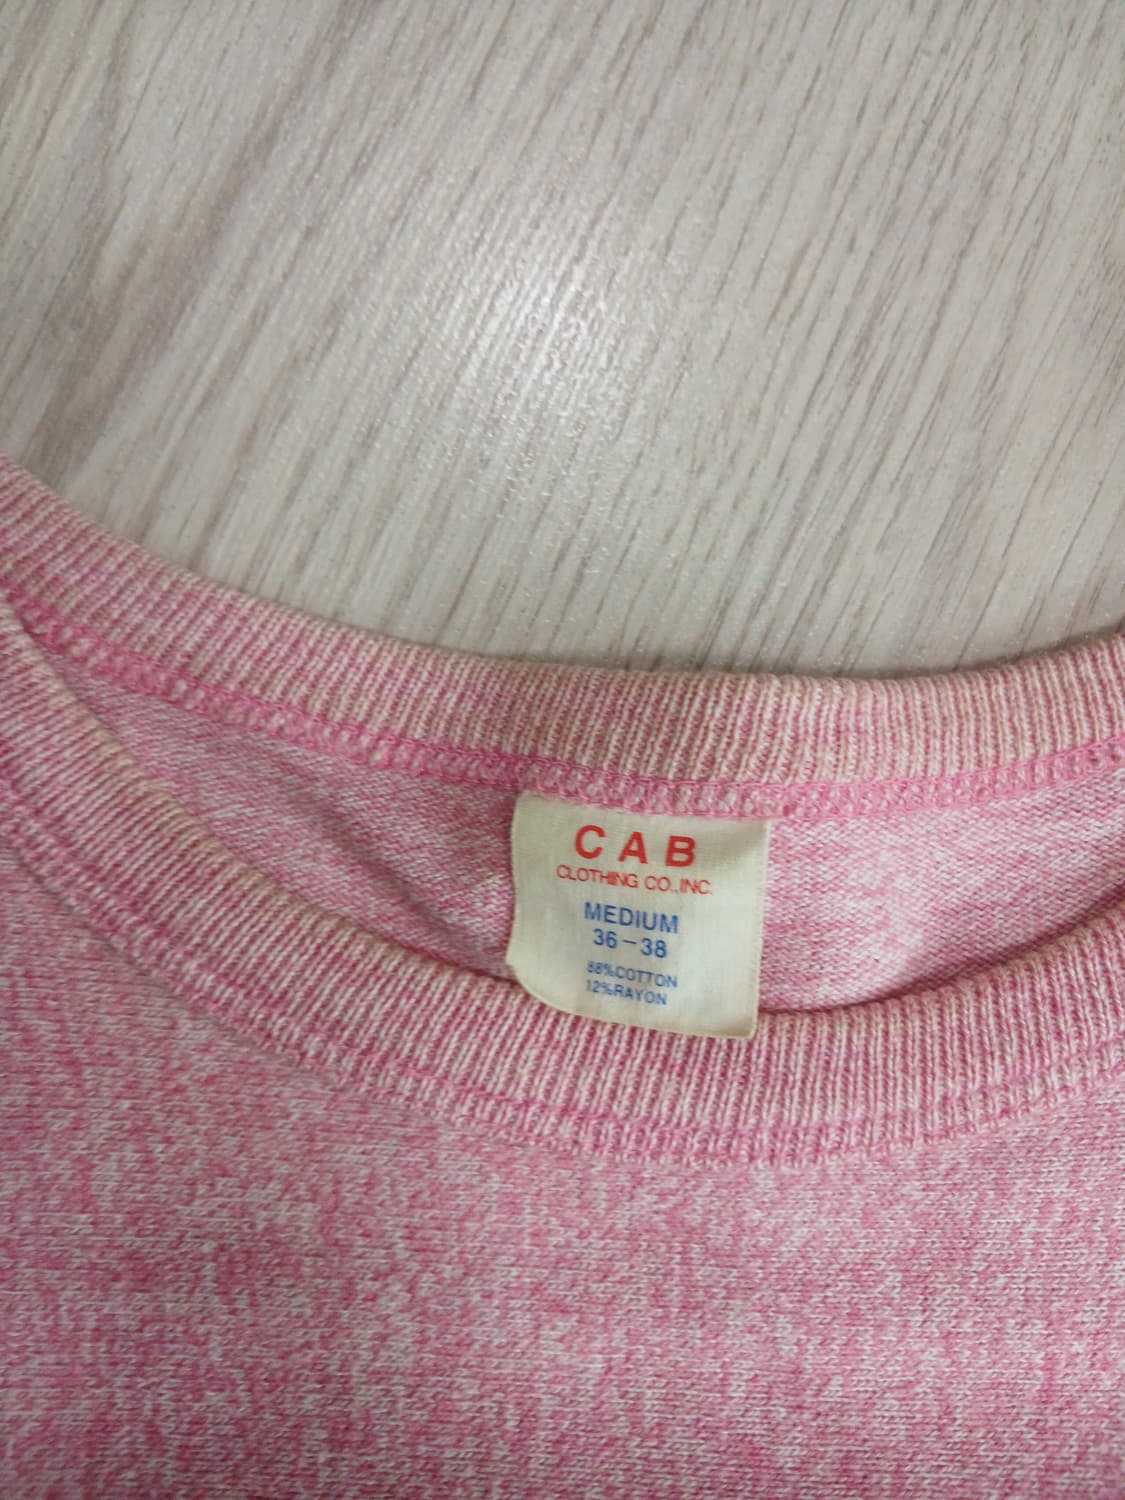 CAB
CLOTHING CO.,INC.
MEDIUM
36-38
88%COTTON
12%RAYON